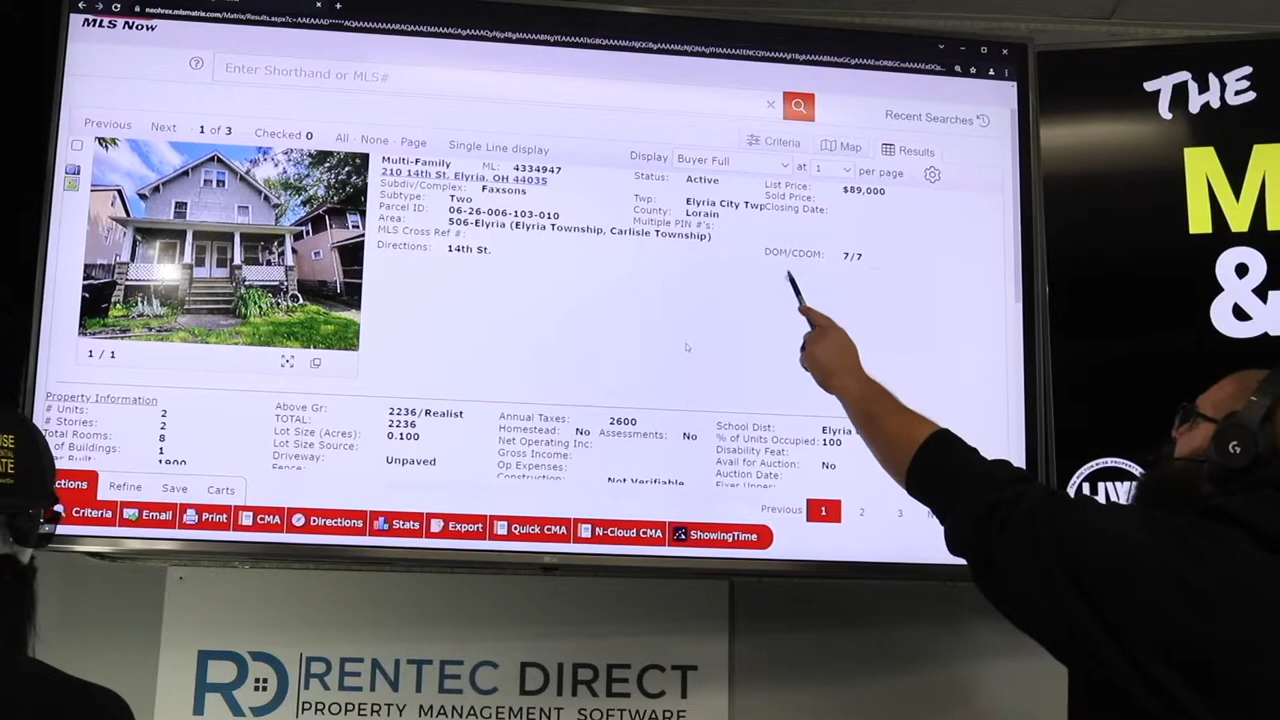 MLS Now
Enter Shorthand or MLS#
Recent Searches
Previous Next 1 of 3 Checked 0 All · None · Page Single Line display
Criteria Map Results
Display Buyer Full at 1 per page
Multi-Family ML: 4334947
210 14th St, Elyria, OH 44035
Subdiv/Complex: Faxsons
Subtype: Two
Parcel ID: 06-26-006-103-010
Area: 506-Elyria (Elyria Township, Carlisle Township)
MLS Cross Ref #:
Directions: 14th St.
Status: Active
Twp: Elyria City Twp
County: Lorain
Multiple PIN #'s:
List Price: $89,000
Sold Price:
Closing Date:
DOM/CDOM: 7/7
1 / 1
Property Information
# Units: 2
# Stories: 2
Total Rooms: 8
of Buildings: 1
1900
Above Gr: 2236/Realist
TOTAL: 2236
Lot Size (Acres): 0.100
Lot Size Source:
Driveway: Unpaved
Fence:
Annual Taxes: 2600
Homestead: No Assessments: No
Net Operating Inc:
Gross Income:
Op Expenses:
Construction: Not Verifiable
School Dist: Elyria
% of Units Occupied: 100
Disability Feat:
Avail for Auction: No
Auction Date:
Fixer Upper:
ctions Refine Save Carts
Previous 1 2 3
Criteria Email Print CMA Directions Stats Export Quick CMA N-Cloud CMA ShowingTime
THE
M
&
RD RENTEC DIRECT
PROPERTY MANAGEMENT SOFTWARE